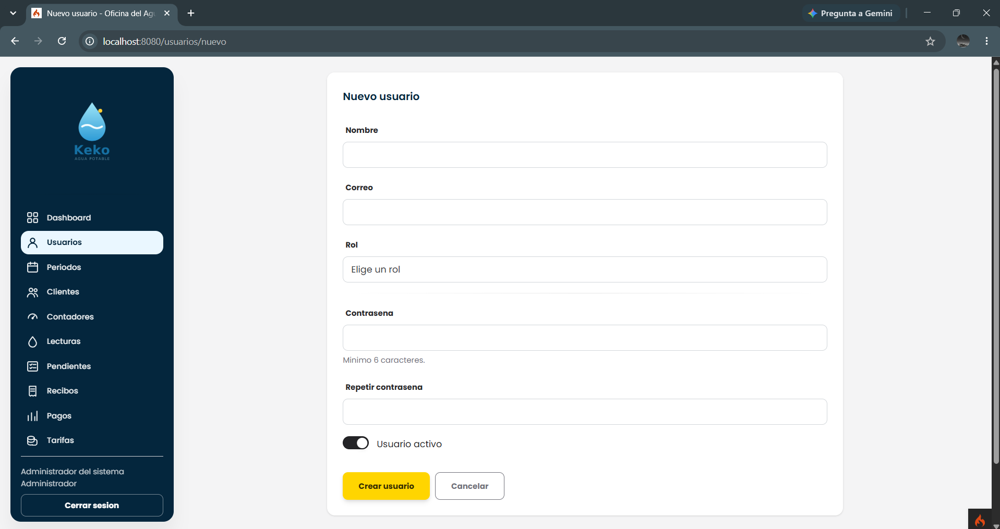 Nuevo usuario - Oficina del Agu
Pregunta a Gemini
localhost:8080/usuarios/nuevo
Keko
AGUA POTABLE
Dashboard
Usuarios
Periodos
Clientes
Contadores
Lecturas
Pendientes
Recibos
Pagos
Tarifas
Administrador del sistema
Administrador
Cerrar sesion
Nuevo usuario
Nombre
Correo
Rol
Elige un rol
Contrasena
Minimo 6 caracteres.
Repetir contrasena
Usuario activo
Crear usuario
Cancelar